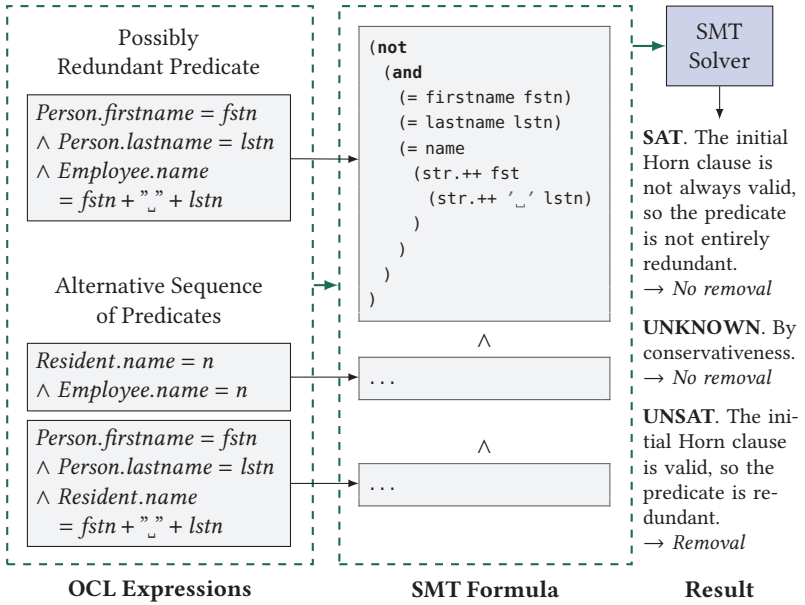 Possibly
Redundant Predicate
Person.firstname = fstn
∧ Person.lastname = lstn
∧ Employee.name
= fstn + ”␣” + lstn
Alternative Sequence
of Predicates
Resident.name = n
∧ Employee.name = n
Person.firstname = fstn
∧ Person.lastname = lstn
∧ Resident.name
= fstn + ”␣” + lstn
OCL Expressions
(not
(and
(= firstname fstn)
(= lastname lstn)
(= name
(str.++ fst
(str.++ ′␣′ lstn)
)
)
)
)
∧
...
∧
...
SMT Formula
SMT
Solver
SAT. The initial
Horn clause is
not always valid,
so the predicate
is not entirely
redundant.
→ No removal
UNKNOWN. By
conservativeness.
→ No removal
UNSAT. The ini-
tial Horn clause
is valid, so the
predicate is re-
dundant.
→ Removal
Result